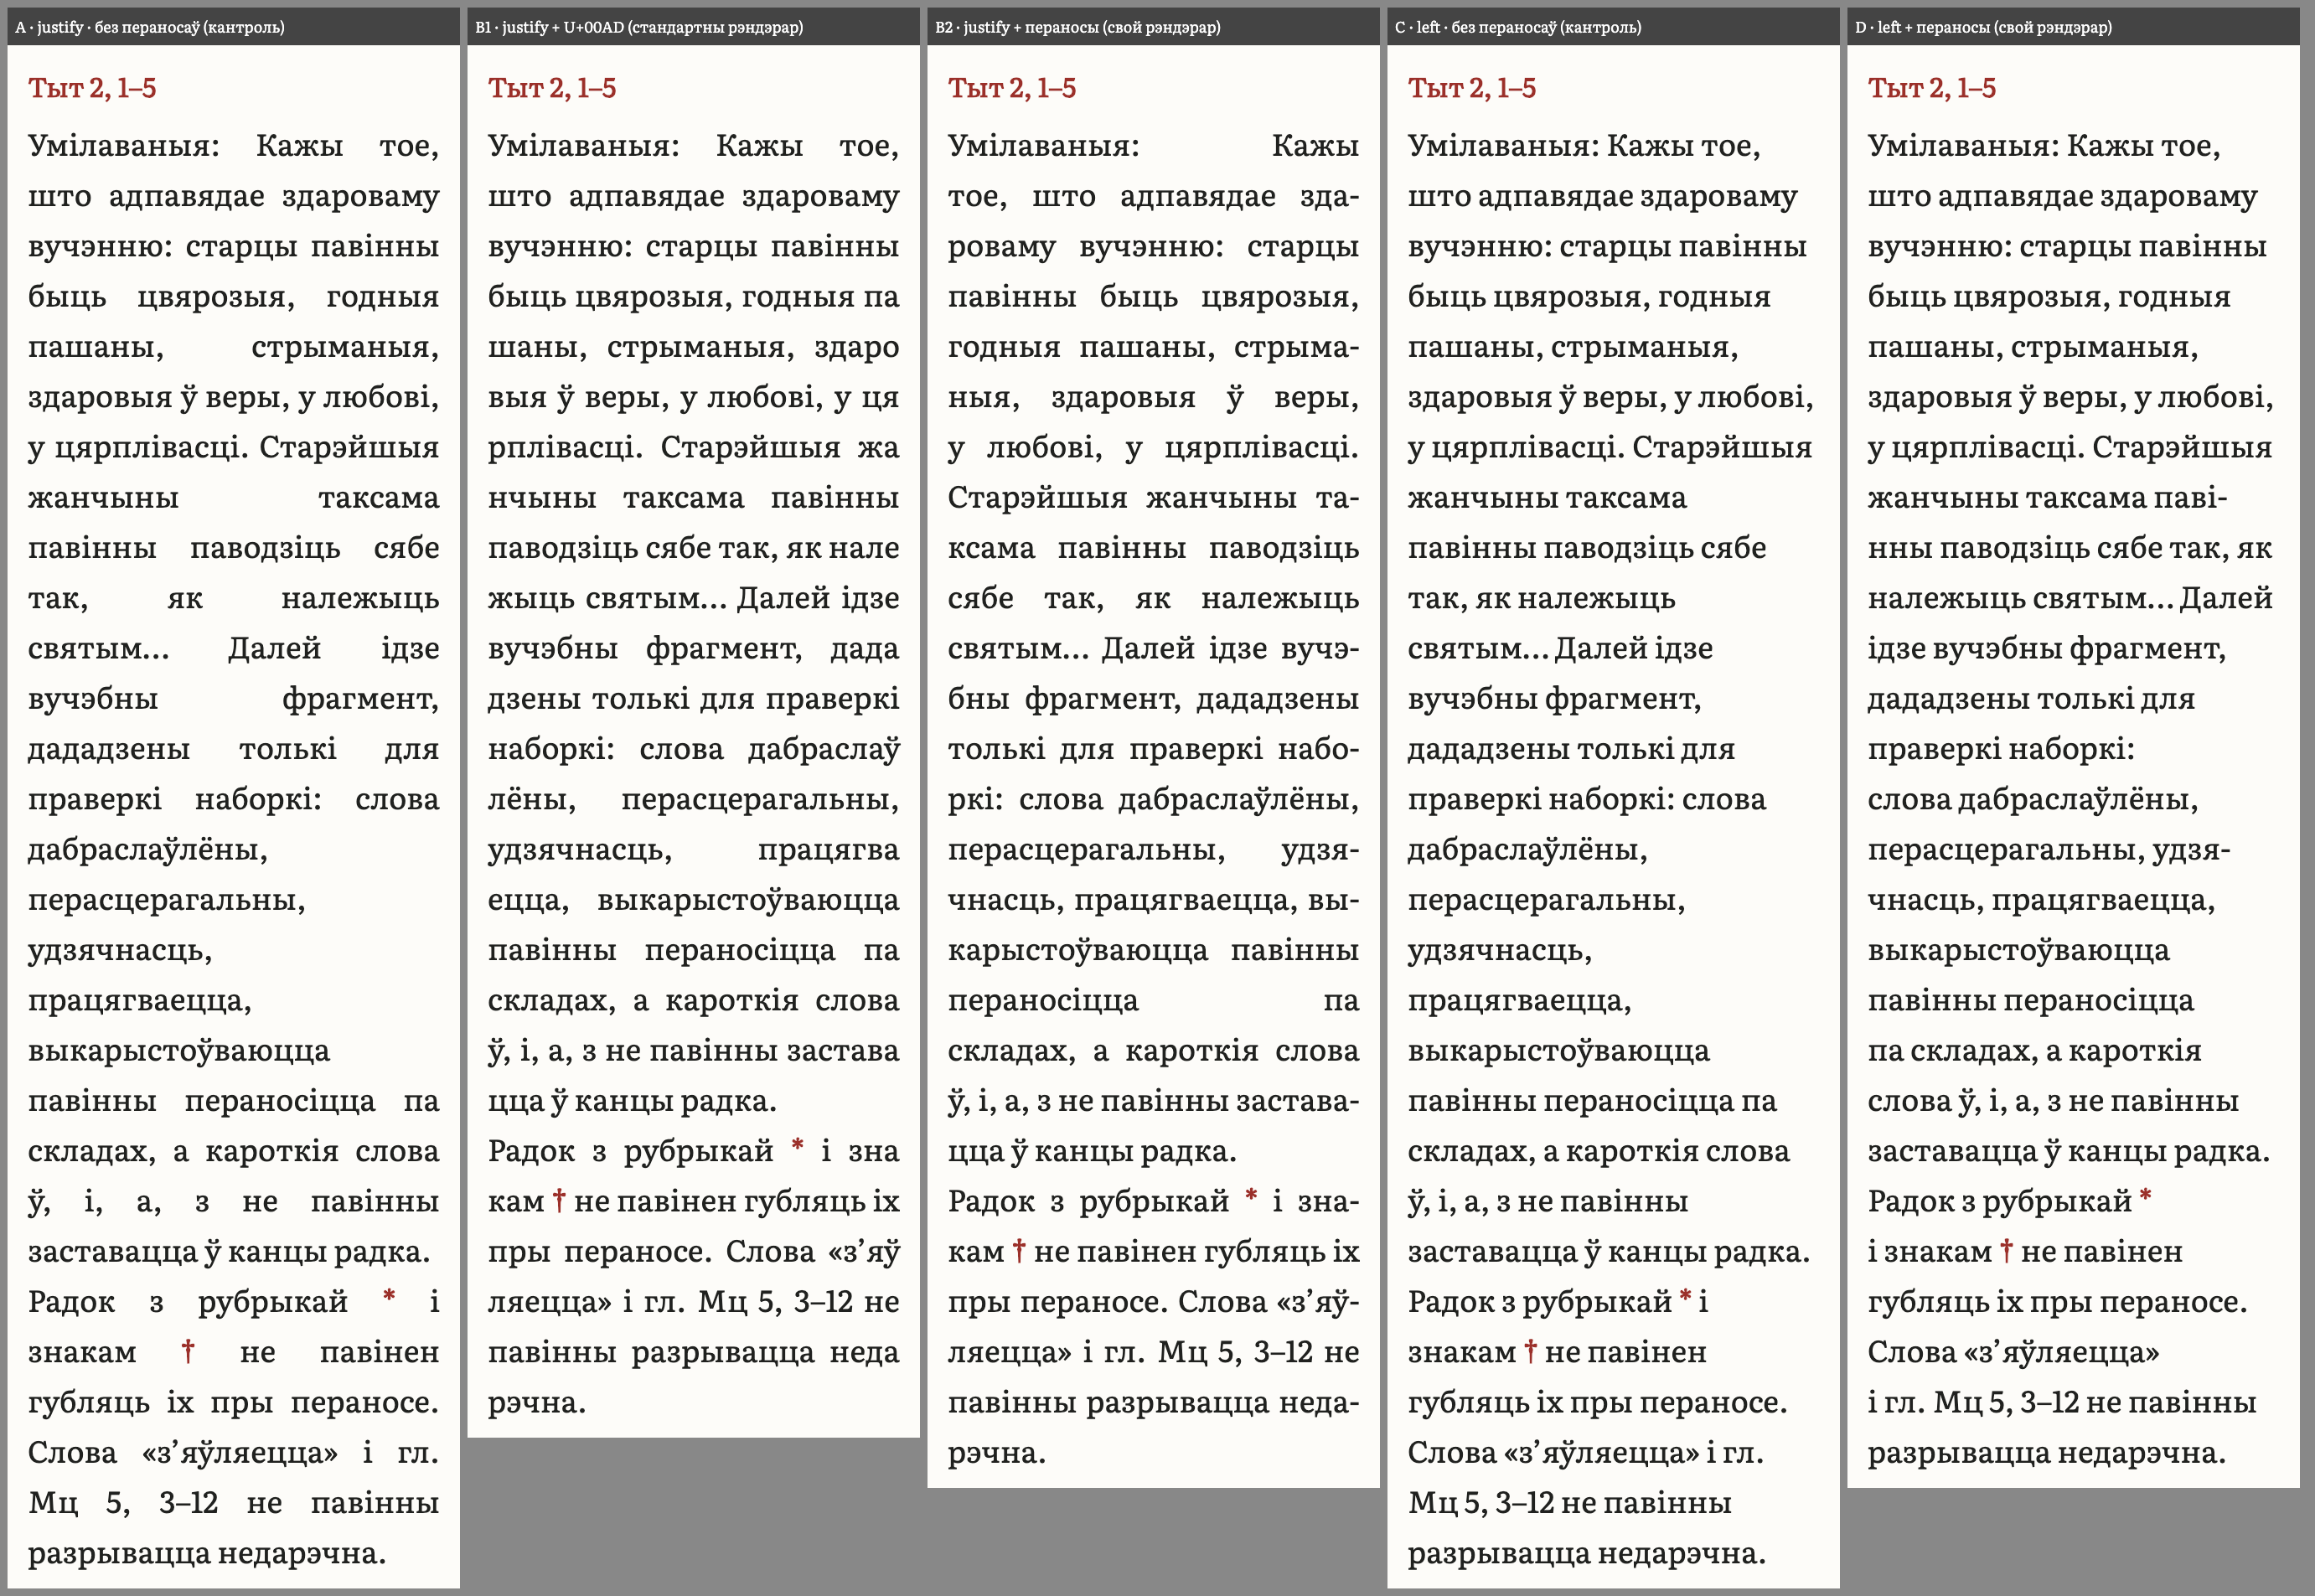 A · justify · без пераносаў (кантроль)
Тыт 2, 1–5
Умілаваныя: Кажы тое,
што адпавядае здароваму
вучэнню: старцы павінны
быць цвярозыя, годныя
пашаны, стрыманыя,
здаровыя ў веры, у любові,
у цярплівасці. Старэйшыя
жанчыны таксама
павінны паводзіць сябе
так, як належыць
святым… Далей ідзе
вучэбны фрагмент,
дададзены толькі для
праверкі наборкі: слова
дабраслаўлёны,
перасцерагальны,
удзячнасць,
працягваецца,
выкарыстоўваюцца
павінны пераносіцца па
складах, а кароткія слова
ў, і, а, з не павінны
заставацца ў канцы радка.
Радок з рубрыкай * і
знакам † не павінен
губляць іх пры пераносе.
Слова «з’яўляецца» і гл.
Мц 5, 3–12 не павінны
разрывацца недарэчна.
B1 · justify + U+00AD (стандартны рэндэрар)
Тыт 2, 1–5
Умілаваныя: Кажы тое,
што адпавядае здароваму
вучэнню: старцы павінны
быць цвярозыя, годныя па
шаны, стрыманыя, здаро
выя ў веры, у любові, у ця
рплівасці. Старэйшыя жа
нчыны таксама павінны
паводзіць сябе так, як нале
жыць святым… Далей ідзе
вучэбны фрагмент, дада
дзены толькі для праверкі
наборкі: слова дабраслаў
лёны, перасцерагальны,
удзячнасць, працягва
ецца, выкарыстоўваюцца
павінны пераносіцца па
складах, а кароткія слова
ў, і, а, з не павінны застава
цца ў канцы радка.
Радок з рубрыкай * і зна
кам † не павінен губляць іх
пры пераносе. Слова «з’яў
ляецца» і гл. Мц 5, 3–12 не
павінны разрывацца неда
рэчна.
B2 · justify + пераносы (свой рэндэрар)
Тыт 2, 1–5
Умілаваныя: Кажы
тое, што адпавядае зда-
роваму вучэнню: старцы
павінны быць цвярозыя,
годныя пашаны, стрыма-
ныя, здаровыя ў веры,
у любові, у цярплівасці.
Старэйшыя жанчыны та-
ксама павінны паводзіць
сябе так, як належыць
святым… Далей ідзе вучэ-
бны фрагмент, дададзены
толькі для праверкі набо-
ркі: слова дабраслаўлёны,
перасцерагальны, удзя-
чнасць, працягваецца, вы-
карыстоўваюцца павінны
пераносіцца па
складах, а кароткія слова
ў, і, а, з не павінны застава-
цца ў канцы радка.
Радок з рубрыкай * і зна-
кам † не павінен губляць іх
пры пераносе. Слова «з’яў-
ляецца» і гл. Мц 5, 3–12 не
павінны разрывацца неда-
рэчна.
C · left · без пераносаў (кантроль)
Тыт 2, 1–5
Умілаваныя: Кажы тое,
што адпавядае здароваму
вучэнню: старцы павінны
быць цвярозыя, годныя
пашаны, стрыманыя,
здаровыя ў веры, у любові,
у цярплівасці. Старэйшыя
жанчыны таксама
павінны паводзіць сябе
так, як належыць
святым… Далей ідзе
вучэбны фрагмент,
дададзены толькі для
праверкі наборкі: слова
дабраслаўлёны,
перасцерагальны,
удзячнасць,
працягваецца,
выкарыстоўваюцца
павінны пераносіцца па
складах, а кароткія слова
ў, і, а, з не павінны
заставацца ў канцы радка.
Радок з рубрыкай * і
знакам † не павінен
губляць іх пры пераносе.
Слова «з’яўляецца» і гл.
Мц 5, 3–12 не павінны
разрывацца недарэчна.
D · left + пераносы (свой рэндэрар)
Тыт 2, 1–5
Умілаваныя: Кажы тое,
што адпавядае здароваму
вучэнню: старцы павінны
быць цвярозыя, годныя
пашаны, стрыманыя,
здаровыя ў веры, у любові,
у цярплівасці. Старэйшыя
жанчыны таксама паві-
нны паводзіць сябе так, як
належыць святым… Далей
ідзе вучэбны фрагмент,
дададзены толькі для
праверкі наборкі:
слова дабраслаўлёны,
перасцерагальны, удзя-
чнасць, працягваецца,
выкарыстоўваюцца
павінны пераносіцца
па складах, а кароткія
слова ў, і, а, з не павінны
заставацца ў канцы радка.
Радок з рубрыкай *
і знакам † не павінен
губляць іх пры пераносе.
Слова «з’яўляецца»
і гл. Мц 5, 3–12 не павінны
разрывацца недарэчна.